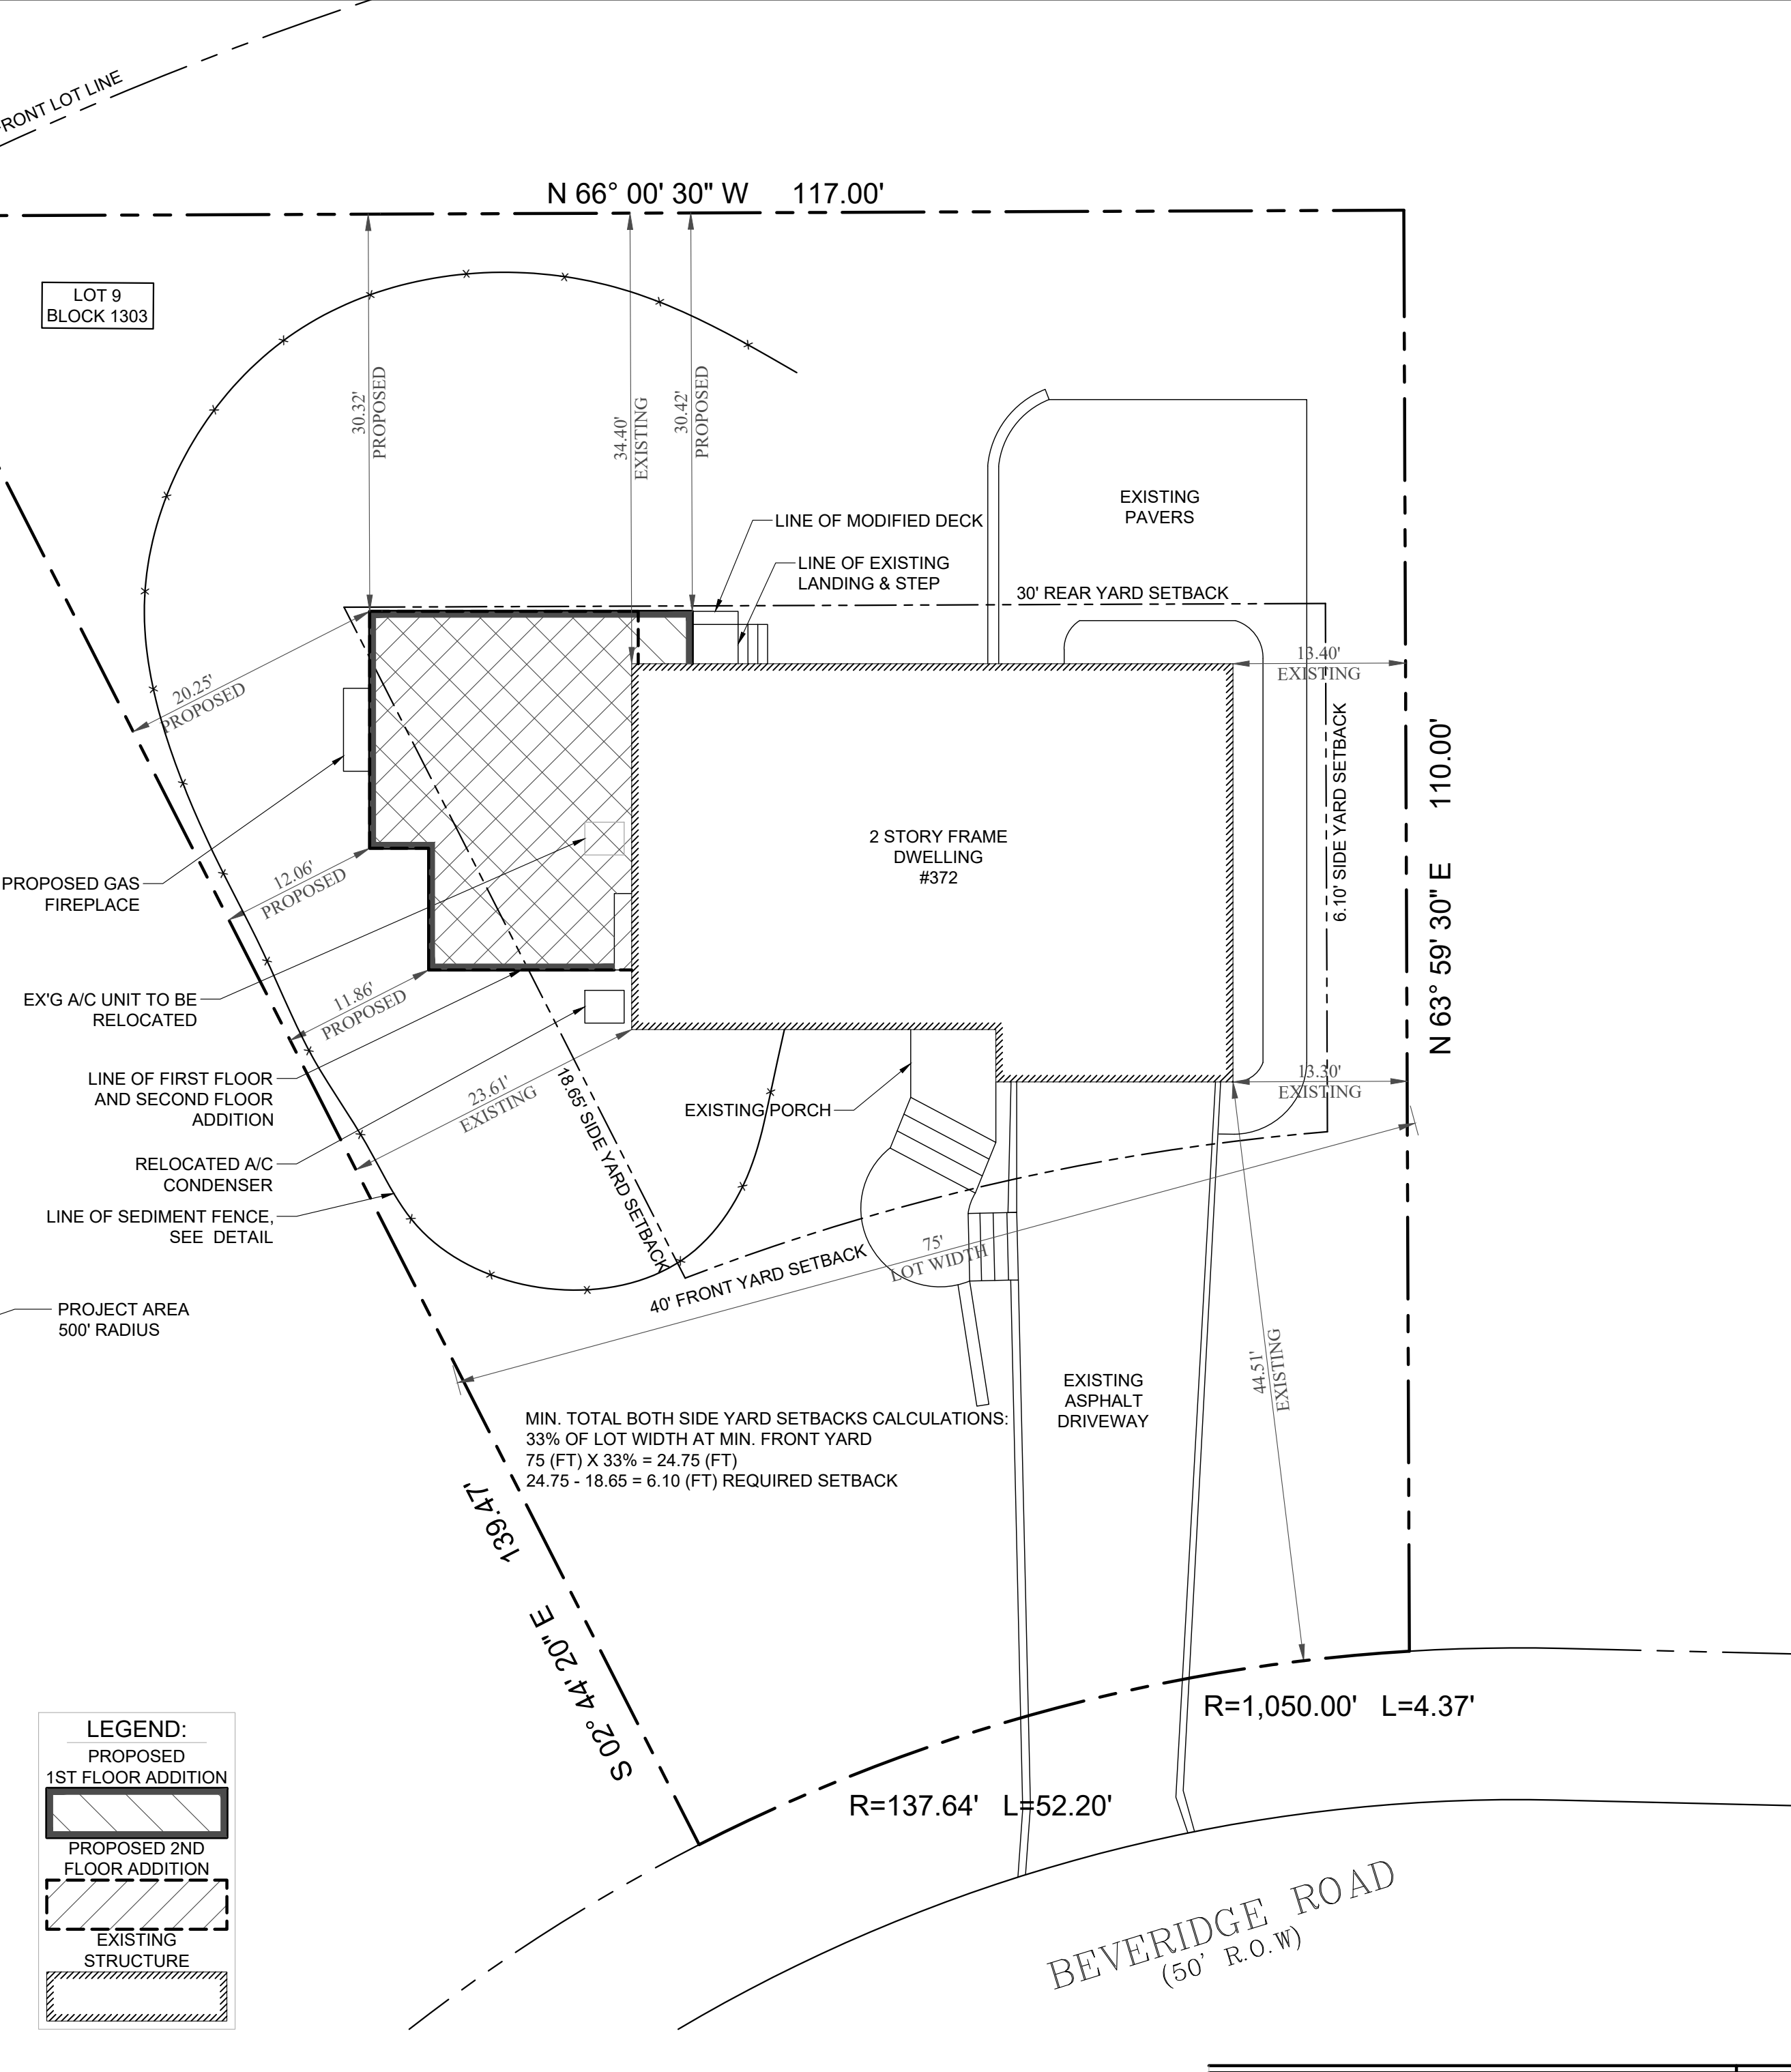 RONT LOT LINE
N 66° 00' 30" W 117.00'
LOT 9
BLOCK 1303
30.32'
PROPOSED
34.40'
EXISTING
30.42'
PROPOSED
LINE OF MODIFIED DECK
LINE OF EXISTING
LANDING & STEP
EXISTING
PAVERS
30' REAR YARD SETBACK
13.40'
EXISTING
20.25'
PROPOSED
6.10' SIDE YARD SETBACK
N 63° 59' 30" E 110.00'
2 STORY FRAME
DWELLING
#372
PROPOSED GAS
FIREPLACE
12.06'
PROPOSED
EX'G A/C UNIT TO BE
RELOCATED
11.86'
PROPOSED
LINE OF FIRST FLOOR
AND SECOND FLOOR
ADDITION
23.61'
EXISTING
18.65' SIDE YARD SETBACK
EXISTING PORCH
13.30'
EXISTING
RELOCATED A/C
CONDENSER
LINE OF SEDIMENT FENCE,
SEE DETAIL
40' FRONT YARD SETBACK
75'
LOT WIDTH
PROJECT AREA
500' RADIUS
44.51'
EXISTING
EXISTING
ASPHALT
DRIVEWAY
MIN. TOTAL BOTH SIDE YARD SETBACKS CALCULATIONS:
33% OF LOT WIDTH AT MIN. FRONT YARD
75 (FT) X 33% = 24.75 (FT)
24.75 - 18.65 = 6.10 (FT) REQUIRED SETBACK
S 02° 44' 20" E 139.47'
R=1,050.00' L=4.37'
R=137.64' L=52.20'
LEGEND:
PROPOSED
1ST FLOOR ADDITION
PROPOSED 2ND
FLOOR ADDITION
EXISTING
STRUCTURE
BEVERIDGE ROAD
(50' R.O.W)